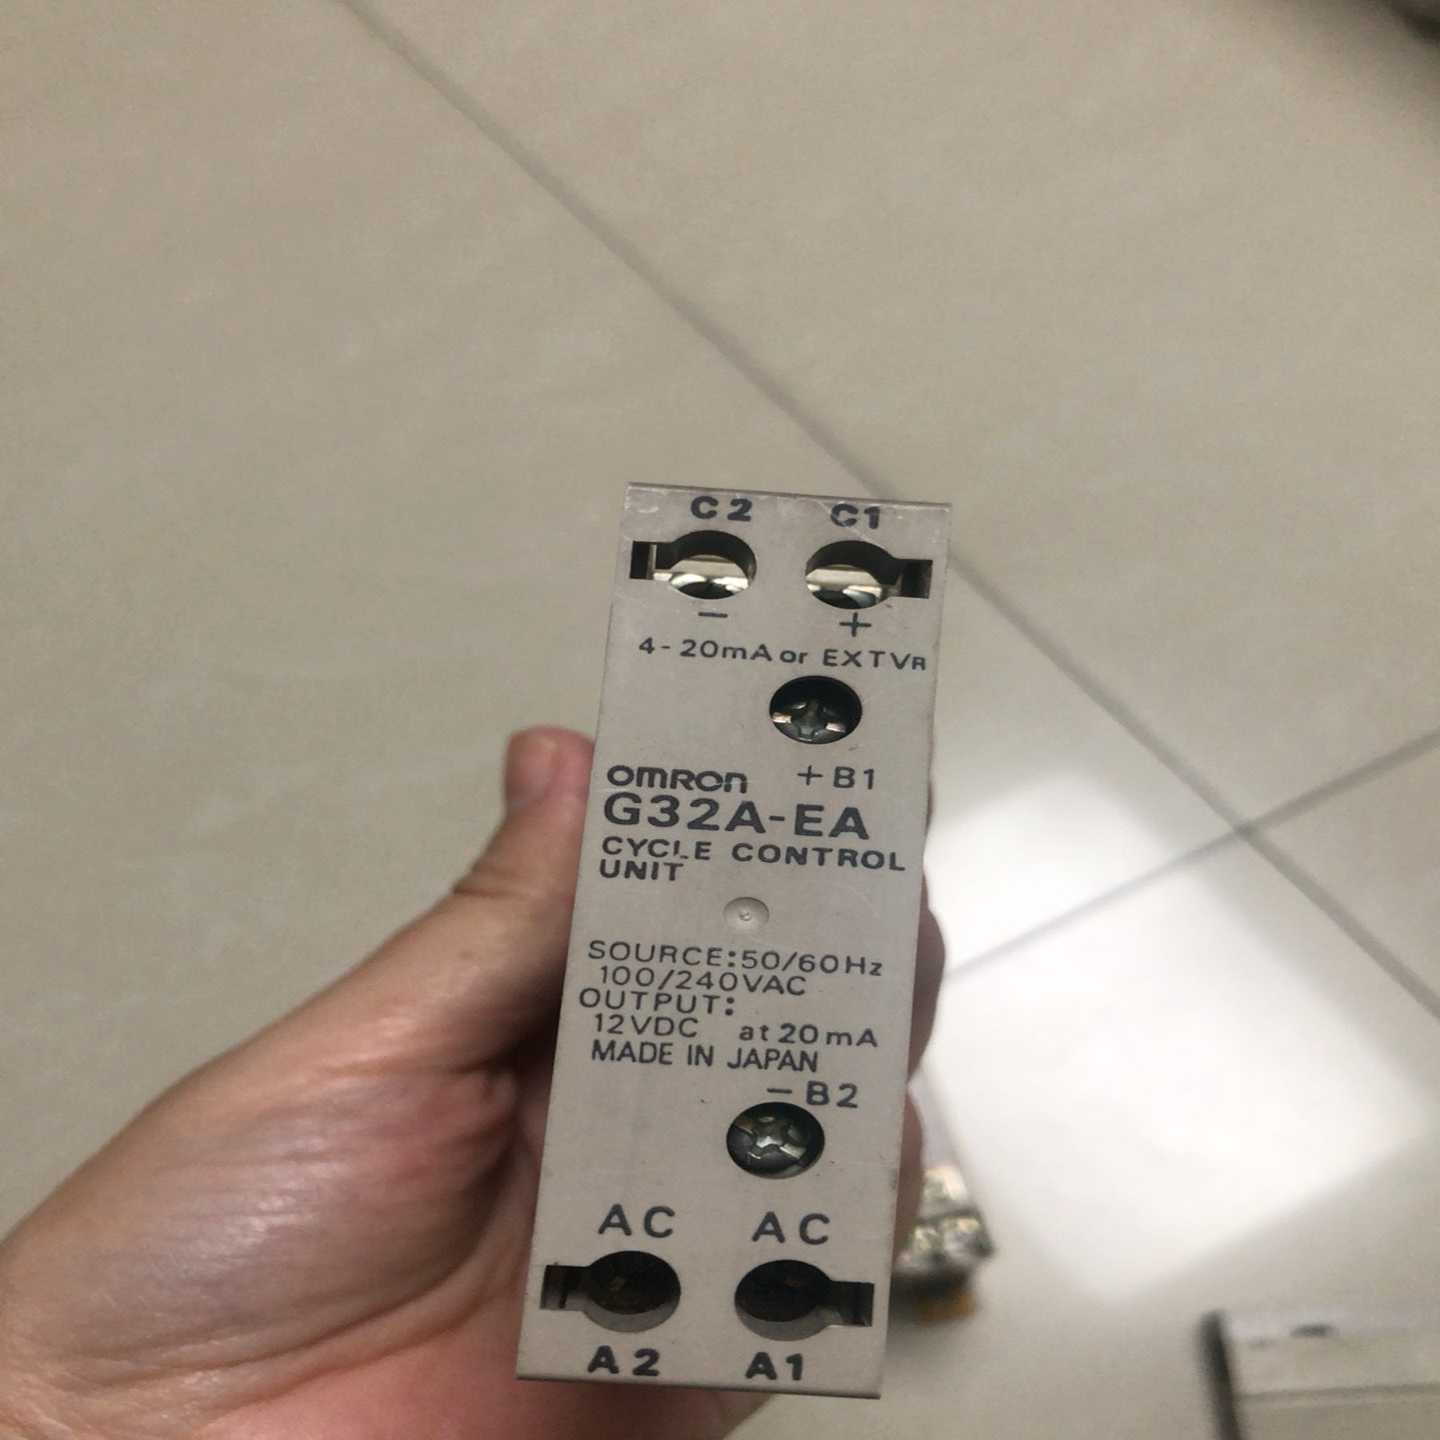 C2 C1
- +
4-20mA or EXTVR
+B1
OMRON
G32A-EA
CYCLE CONTROL
UNIT
SOURCE:50/60Hz
100/240VAC
OUTPUT:
12VDC at 20mA
MADE IN JAPAN
-B2
AC AC
A2 A1